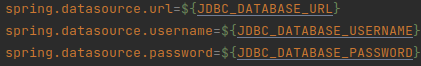 spring.datasource.url=${JDBC_DATABASE_URL}
spring.datasource.username=${JDBC_DATABASE_USERNAME}
spring.datasource.password=${JDBC_DATABASE_PASSWORD}